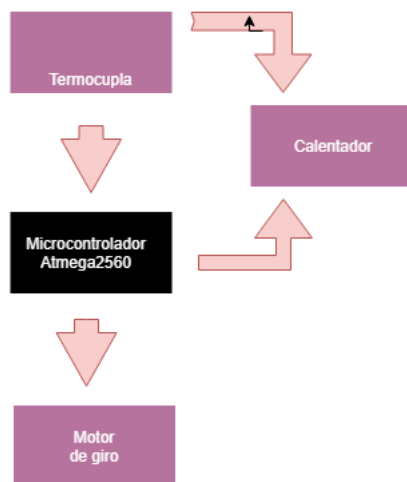 Termocupla
Calentador
Microcontrolador
Atmega2560
Motor
de giro